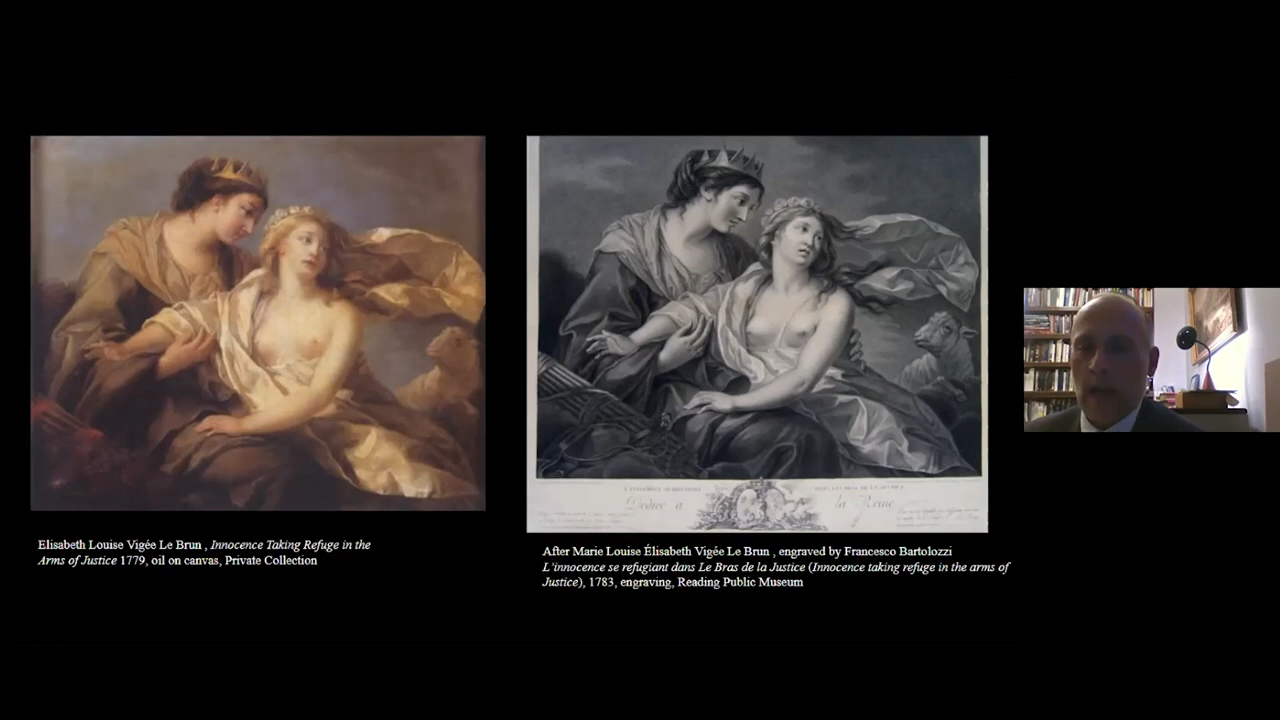 Dedier a la Reine
Elisabeth Louise Vigée Le Brun , Innocence Taking Refuge in the
Arms of Justice 1779, oil on canvas, Private Collection
After Marie Louise Élisabeth Vigée Le Brun , engraved by Francesco Bartolozzi
L'innocence se refugiant dans Le Bras de la Justice (Innocence taking refuge in the arms of
Justice), 1783, engraving, Reading Public Museum